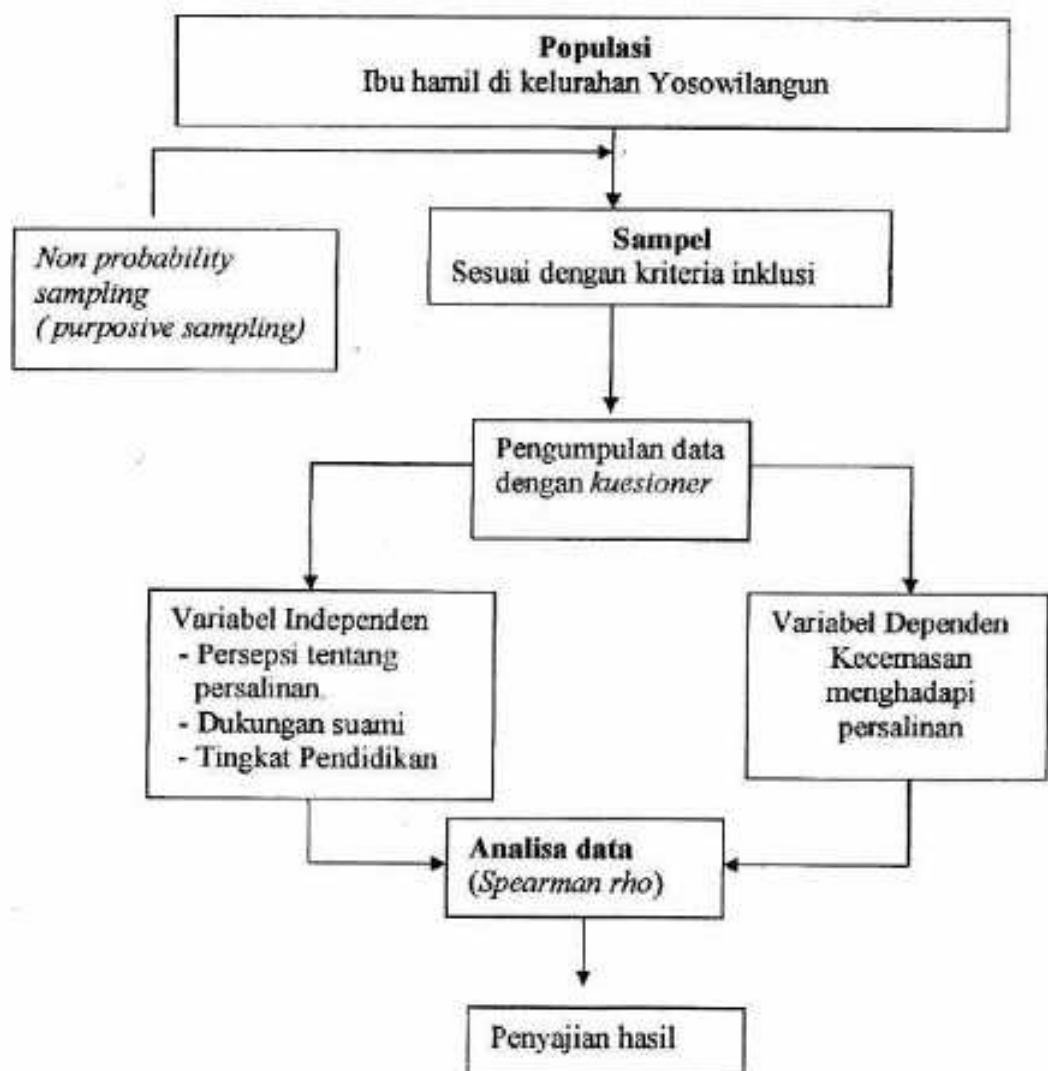 Populasi
Ibu hamil di kelurahan Yosowilangun
Non probability
sampling
( purposive sampling)
Sampel
Sesuai dengan kriteria inklusi
Pengumpulan data
dengan kuesioner
Variabel Independen
- Persepsi tentang
persalinan.
- Dukungan suami
- Tingkat Pendidikan
Variabel Dependen
Kecemasan
menghadapi
persalinan
Analisa data
(Spearman rho)
Penyajian hasil